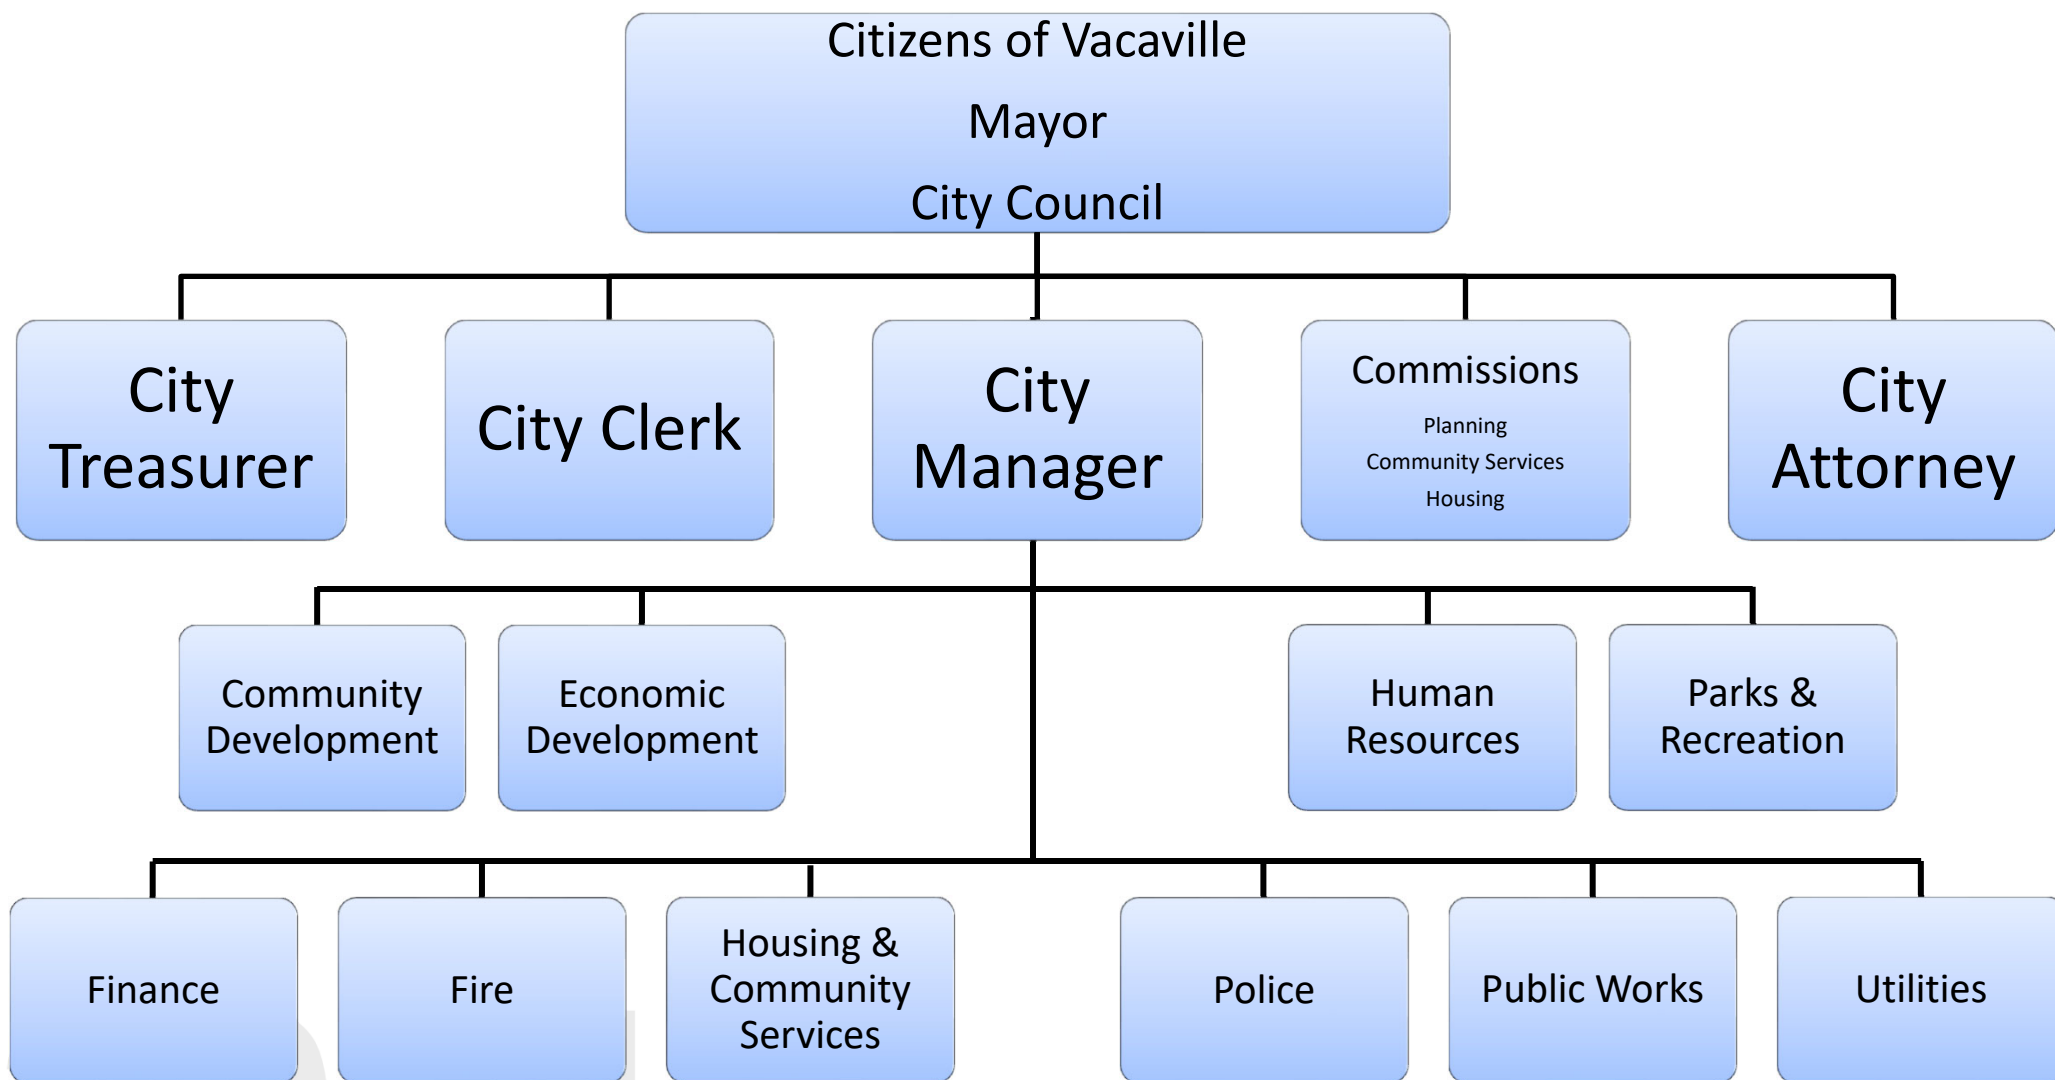 Citizens of Vacaville
Mayor
City Council
City
Treasurer
City Clerk
City
Manager
Commissions
Planning
Community Services
Housing
City
Attorney
Community
Development
Economic
Development
Human
Resources
Parks &
Recreation
Finance
Fire
Housing &
Community
Services
Police
Public Works
Utilities